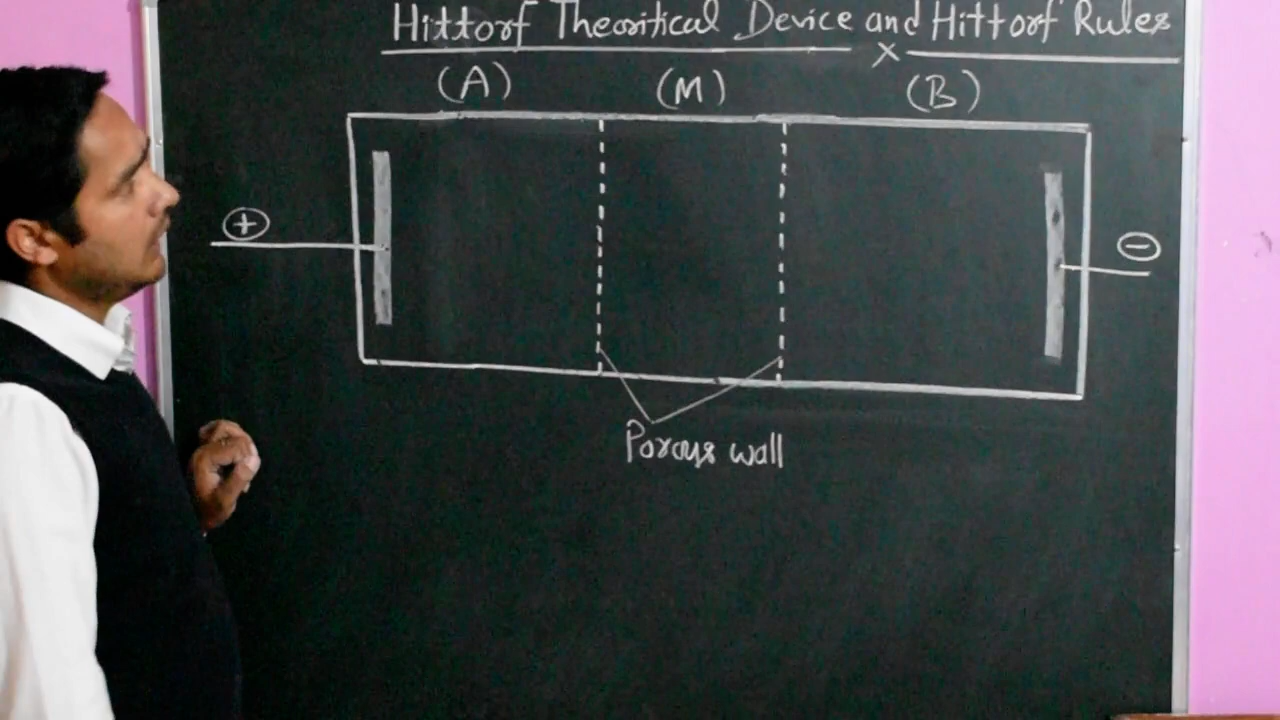 Hittorf Theoritical Device and Hittorf Rules
x
(A) (M) (B)
+
-
Porous wall